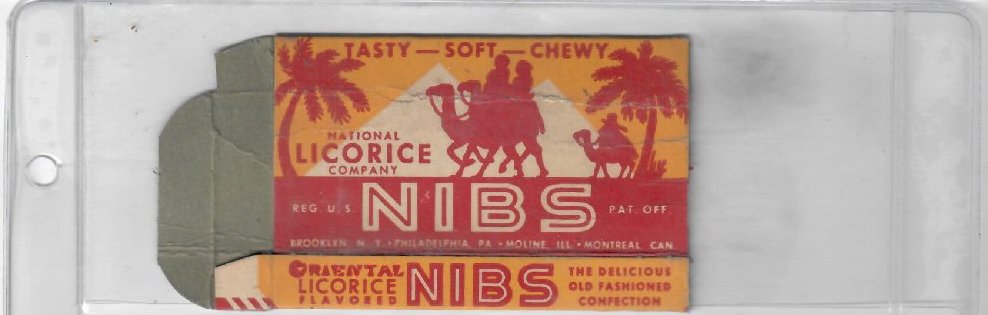 TASTY — SOFT — CHEWY
NATIONAL
LICORICE
COMPANY
REG. U. S. NIBS PAT. OFF.
BROOKLYN N. Y. • PHILADELPHIA, PA • MOLINE, ILL. • MONTREAL CAN.
ORIENTAL
LICORICE
FLAVORED
NIBS
THE DELICIOUS
OLD FASHIONED
CONFECTION